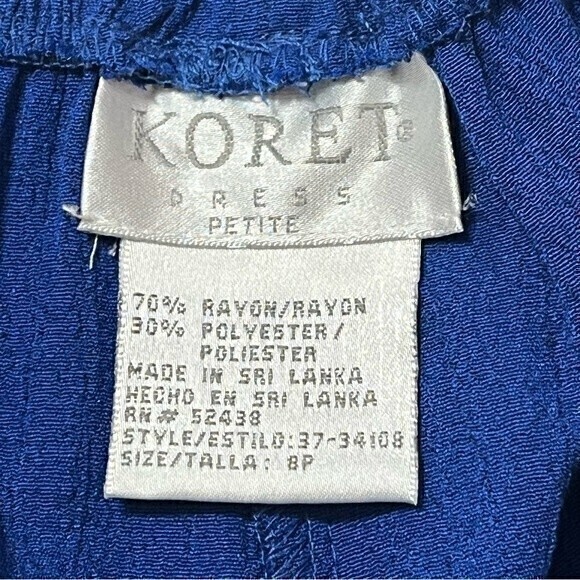 KORET®
DRESS
PETITE
70% RAYON/RAYON
30% POLYESTER/
POLIESTER
MADE IN SRI LANKA
HECHO EN SRI LANKA
RN# 52438
STYLE/ESTILO:37-34108
SIZE/TALLA: 8P